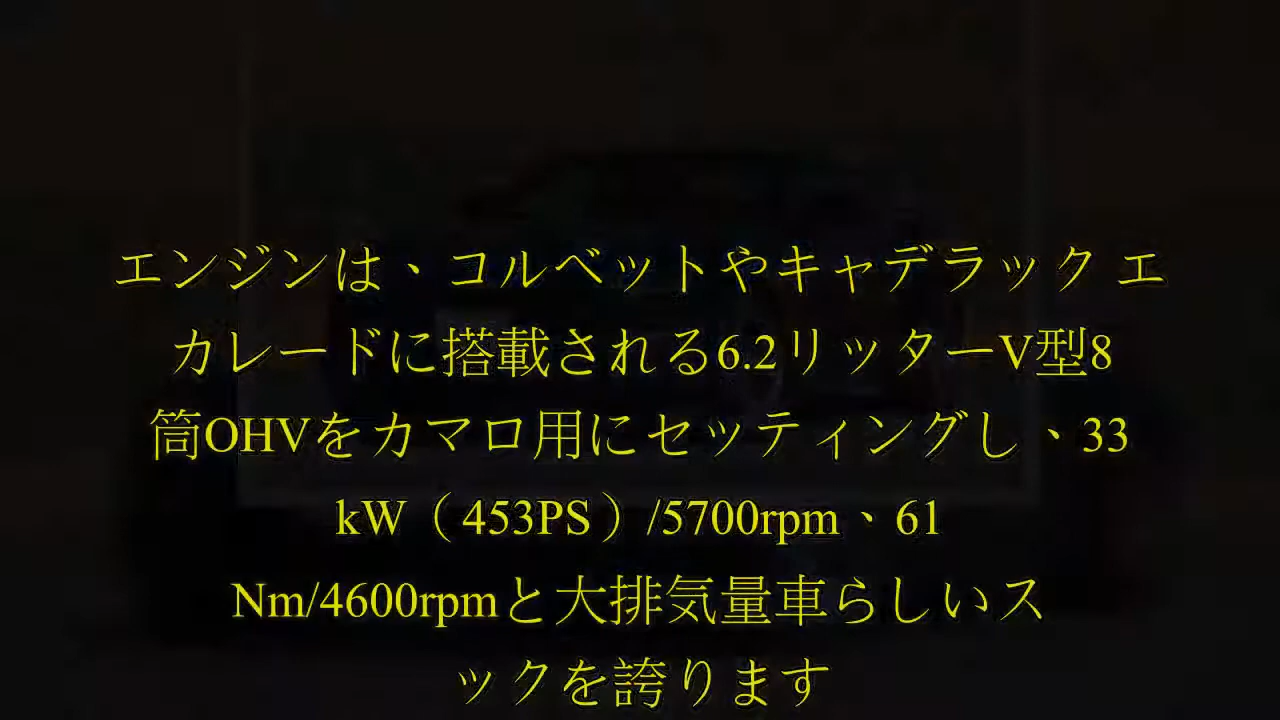 エンジンは、コルベットやキャデラック エ
カレードに搭載される6.2リッターV型8
筒OHVをカマロ用にセッティングし、33
kW（453PS）/5700rpm、61
Nm/4600rpmと大排気量車らしいス
ックを誇ります